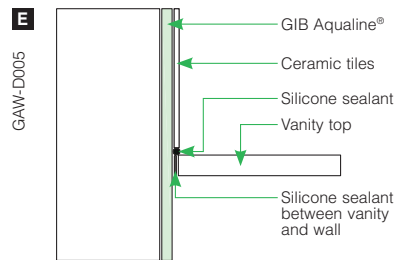 E
GAW-D005
GIB Aqualine®
Ceramic tiles
Silicone sealant
Vanity top
Silicone sealant
between vanity
and wall